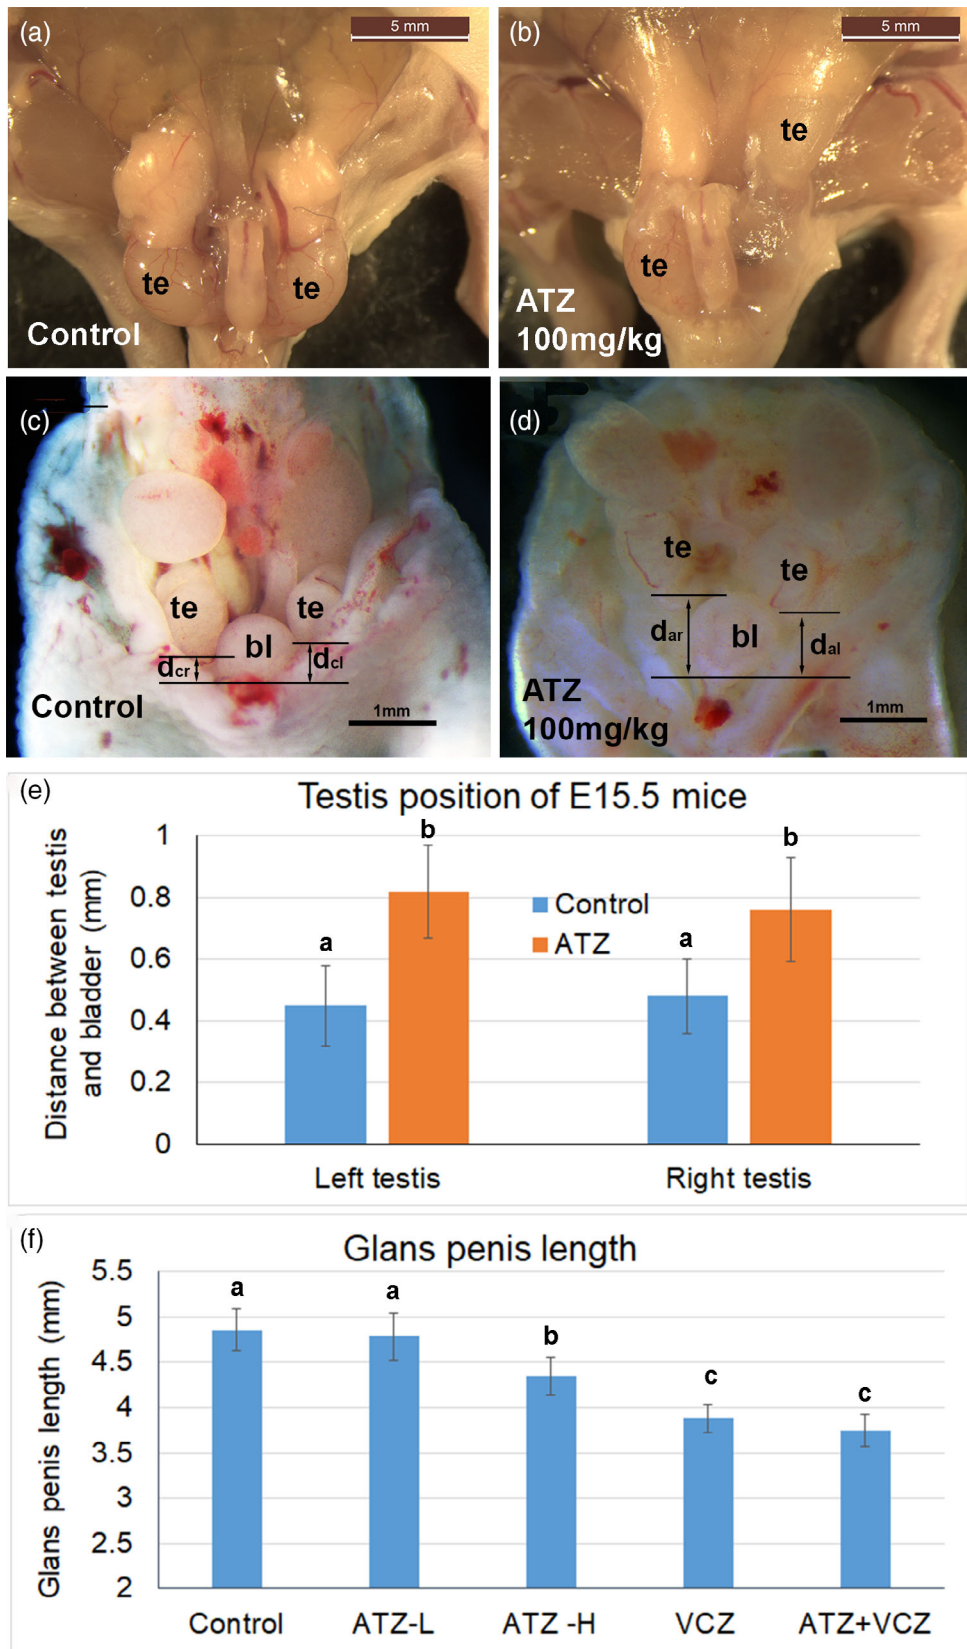 (a)
5 mm
te
te
Control
(b)
5 mm
te
te
ATZ
100mg/kg
(c)
te
te
bl
dcr
dcl
Control
1mm
(d)
te
te
dar
bl
dal
ATZ
100mg/kg
1mm
(e)
Testis position of E15.5 mice
Distance between testis
and bladder (mm)
1
0.8
0.6
0.4
0.2
0
a
b
a
b
Control
ATZ
Left testis
Right testis
(f)
Glans penis length
Glans penis length (mm)
5.5
5
4.5
4
3.5
3
2.5
2
a
a
b
c
c
Control
ATZ-L
ATZ -H
VCZ
ATZ+VCZ